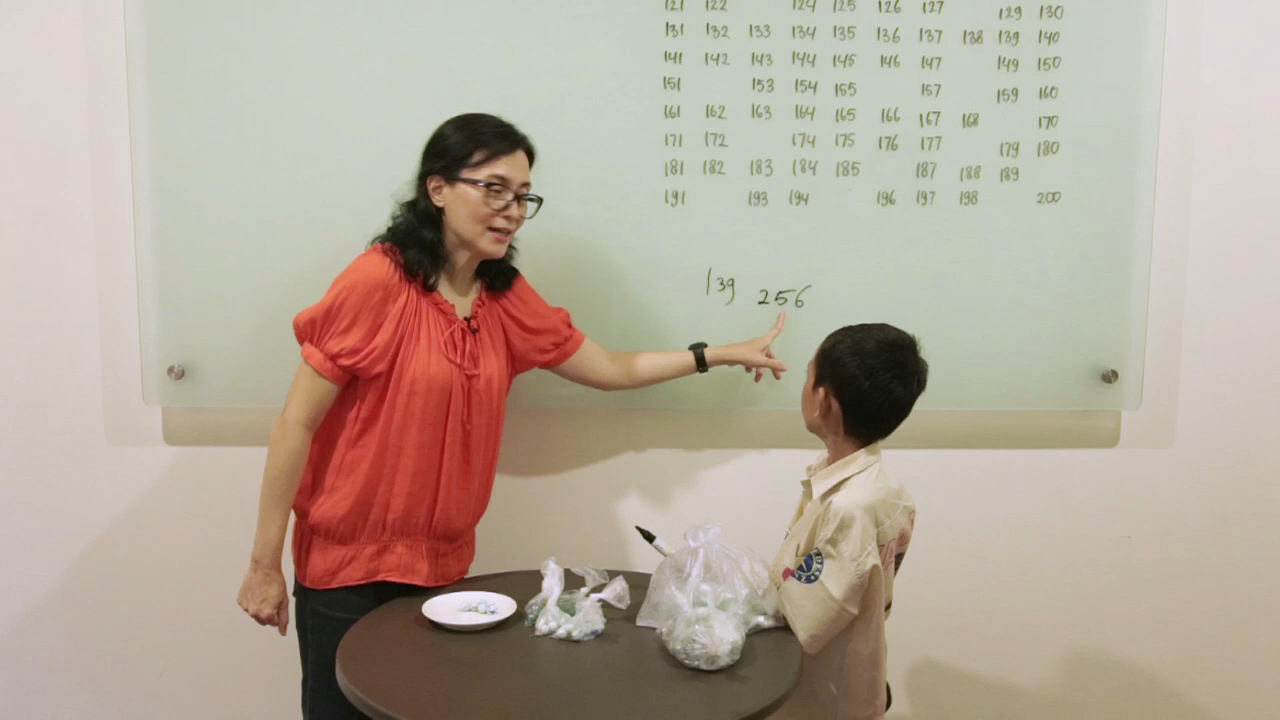 121 122 124 125 126 127 129 130
131 132 133 134 135 136 137 138 139 140
141 142 143 144 145 146 147 149 150
151 153 154 155 157 159 160
161 162 163 164 165 166 167 168 170
171 172 174 175 176 177 179 180
181 182 183 184 185 187 188 189
191 193 194 196 197 198 200
139 256